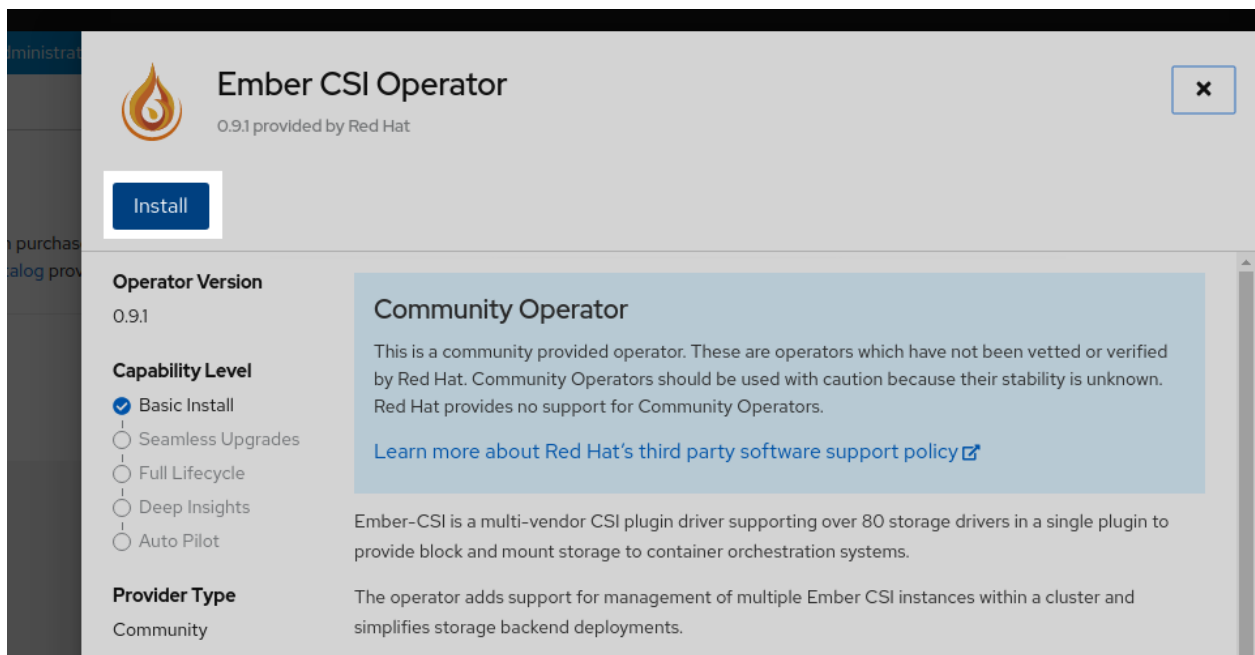 Ember CSI Operator
0.9.1 provided by Red Hat
Install
purchas
alog prov
Operator Version
0.9.1
Capability Level
Basic Install
Seamless Upgrades
Full Lifecycle
Deep Insights
Auto Pilot
Provider Type
Community
Community Operator
This is a community provided operator. These are operators which have not been vetted or verified
by Red Hat. Community Operators should be used with caution because their stability is unknown.
Red Hat provides no support for Community Operators.
Learn more about Red Hat's third party software support policy
Ember-CSI is a multi-vendor CSI plugin driver supporting over 80 storage drivers in a single plugin to
provide block and mount storage to container orchestration systems.
The operator adds support for management of multiple Ember CSI instances within a cluster and
simplifies storage backend deployments.